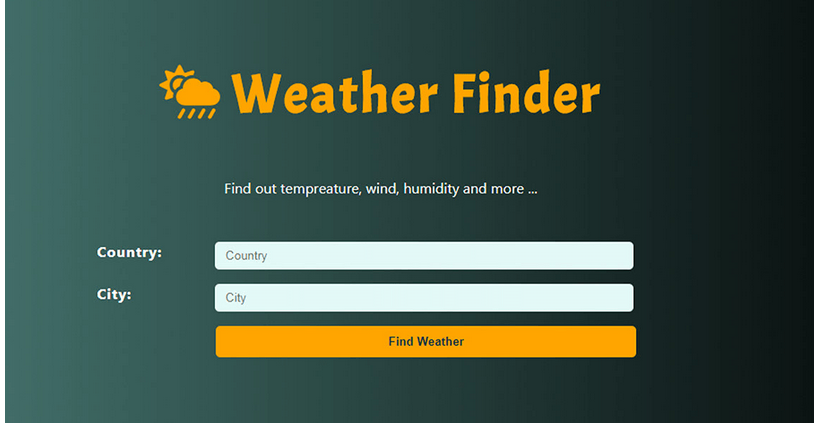 Weather Finder
Find out tempreature, wind, humidity and more ...
Country:
Country
City:
City
Find Weather